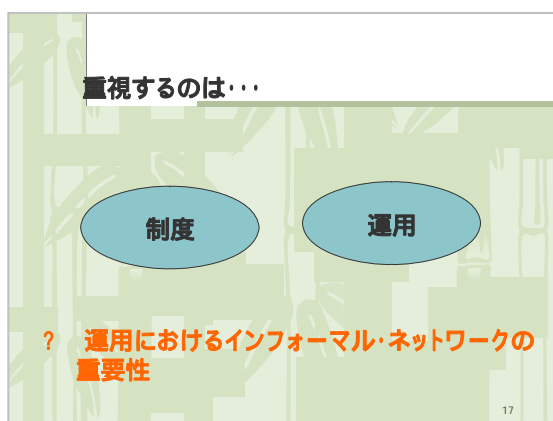 重視するのは・・・
制度
運用
? 運用におけるインフォーマル・ネットワークの
重要性
17